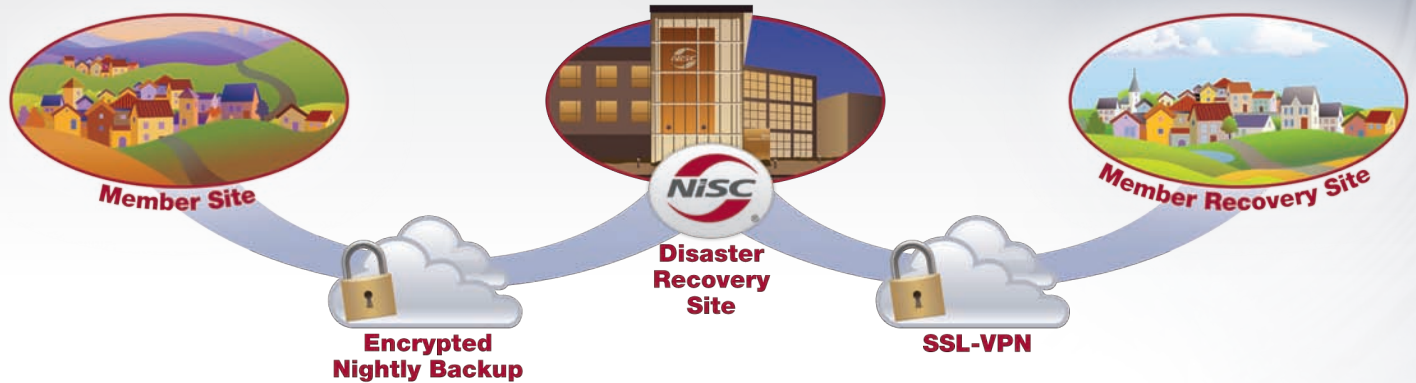 Member Site
NiSC
®
Disaster
Recovery
Site
Member Recovery Site
Encrypted
Nightly Backup
SSL-VPN